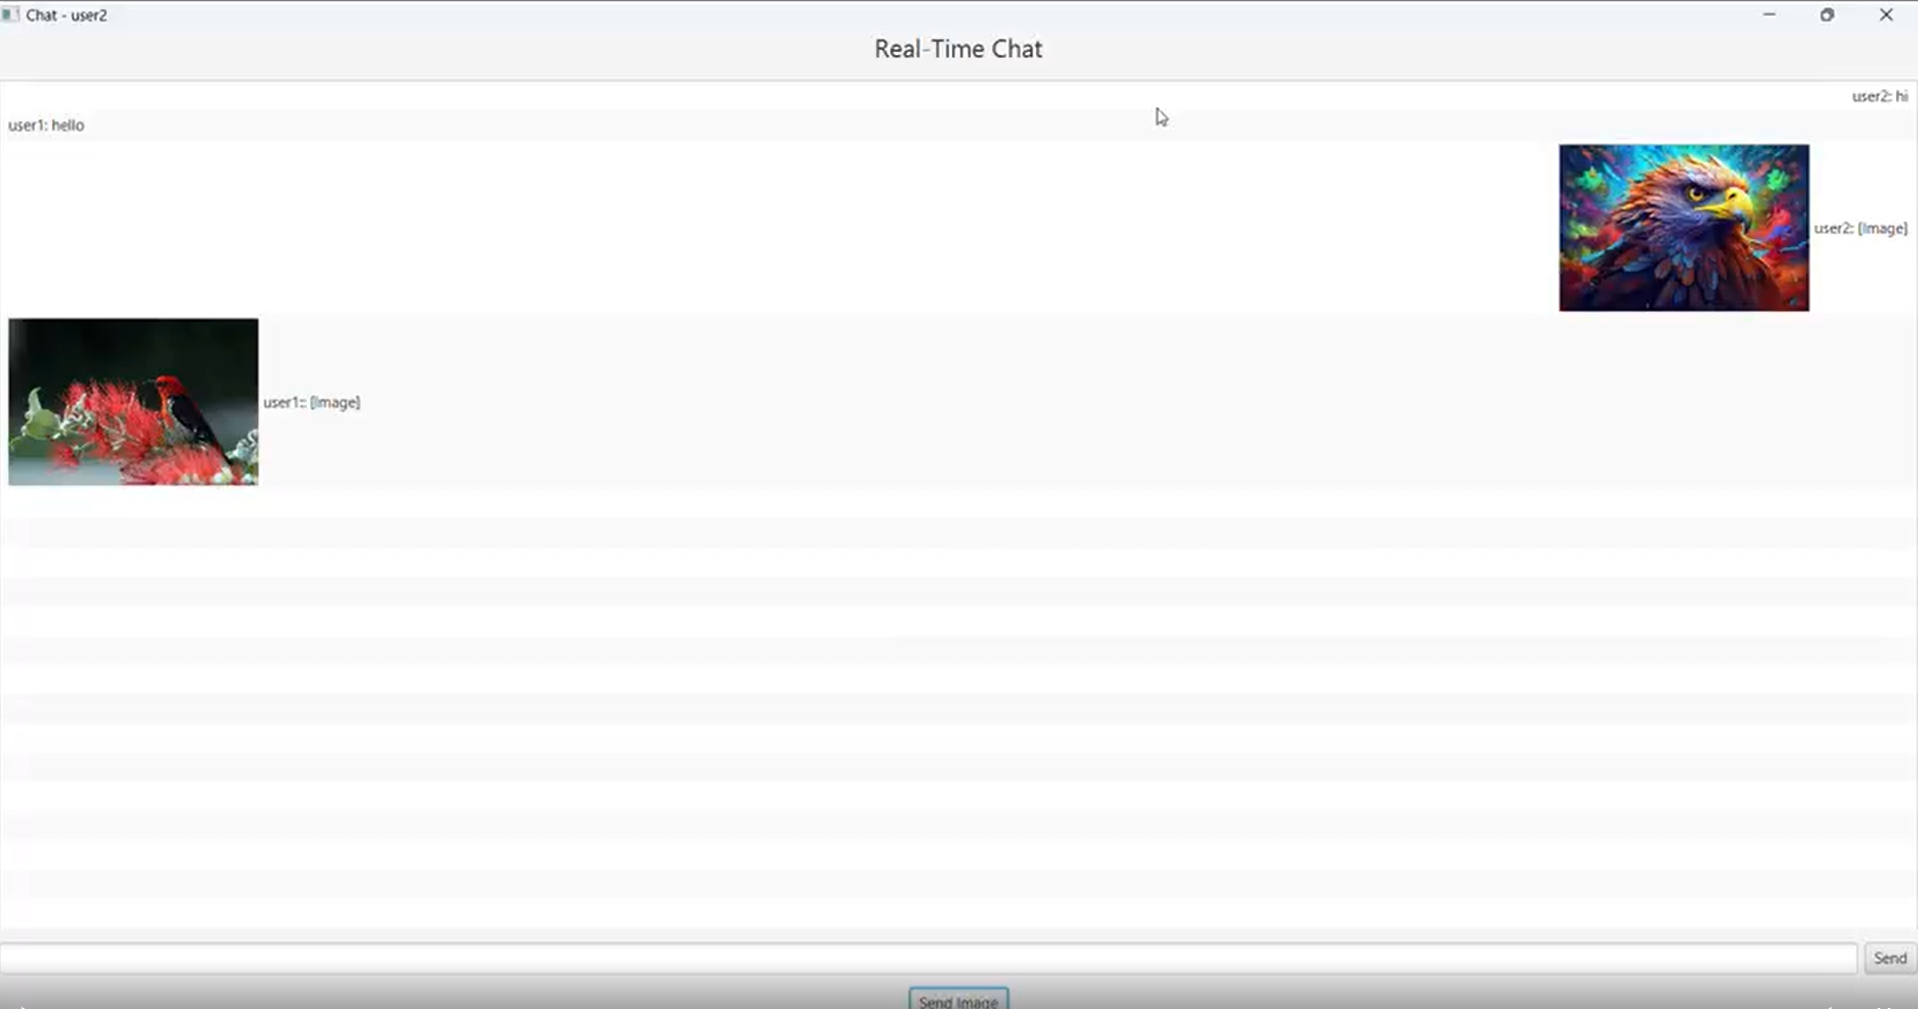 Chat - user2
Real-Time Chat
user2: hi
user1: hello
user2: [Image]
user1:: [Image]
Send
Send Image